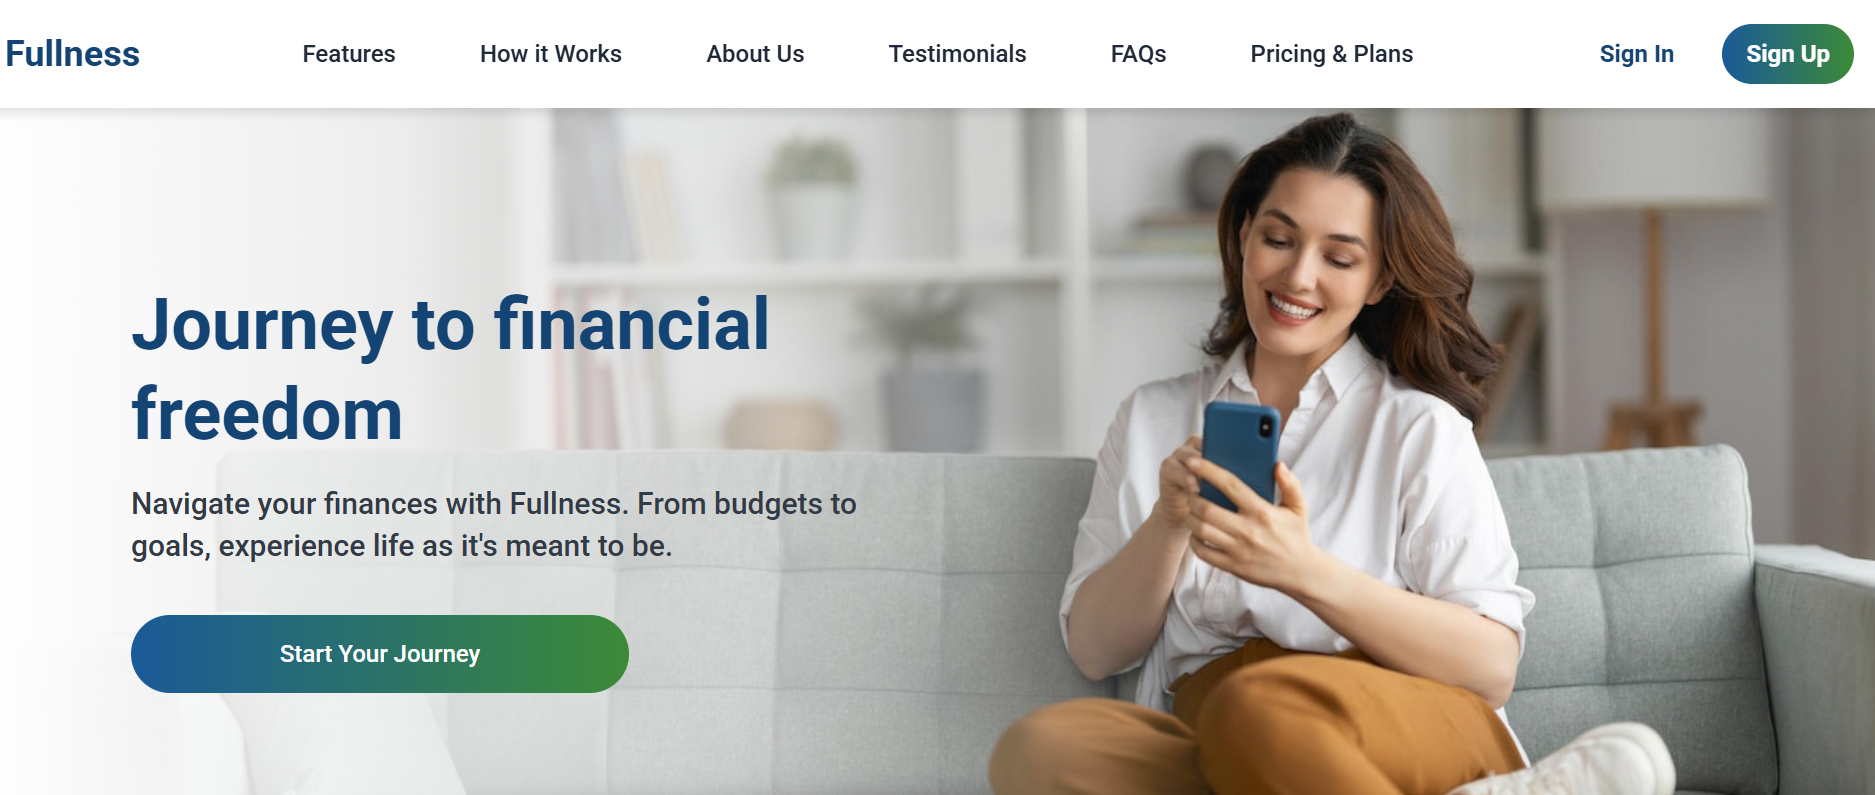 Fullness
Features
How it Works
About Us
Testimonials
FAQs
Pricing & Plans
Sign In
Sign Up
Journey to financial
freedom
Navigate your finances with Fullness. From budgets to
goals, experience life as it's meant to be.
Start Your Journey